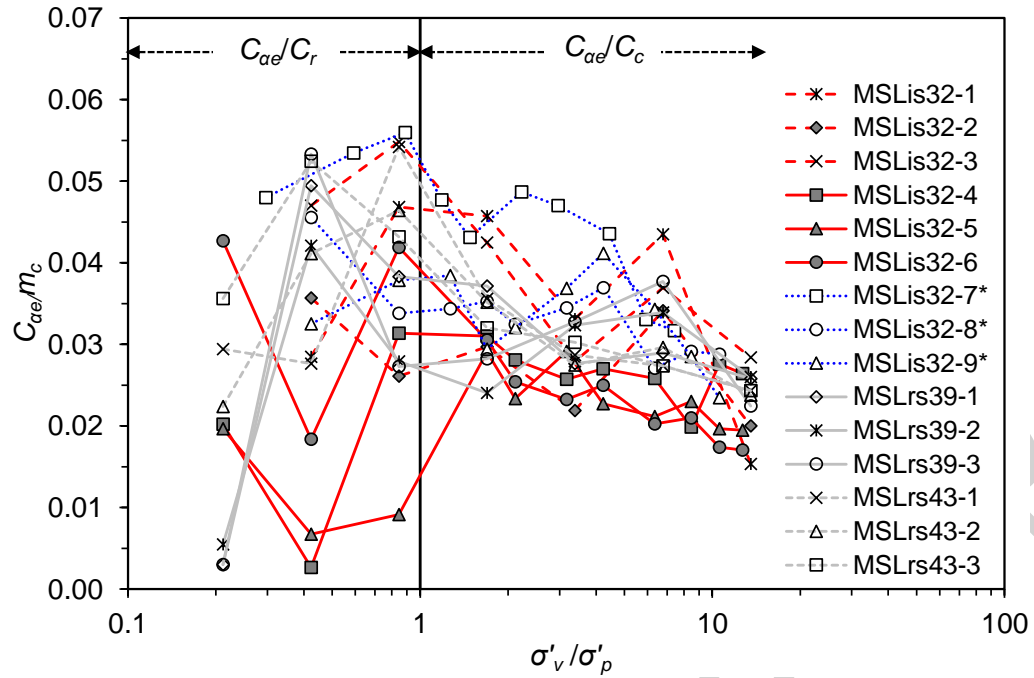 0.07
0.06
0.05
0.04
0.03
0.02
0.01
0.00
Cαe/mc
Cαe/Cr
Cαe/Cc
MSLis32-1
MSLis32-2
MSLis32-3
MSLis32-4
MSLis32-5
MSLis32-6
MSLis32-7*
MSLis32-8*
MSLis32-9*
MSLrs39-1
MSLrs39-2
MSLrs39-3
MSLrs43-1
MSLrs43-2
MSLrs43-3
0.1 1 10 100
σ'v/σ'p